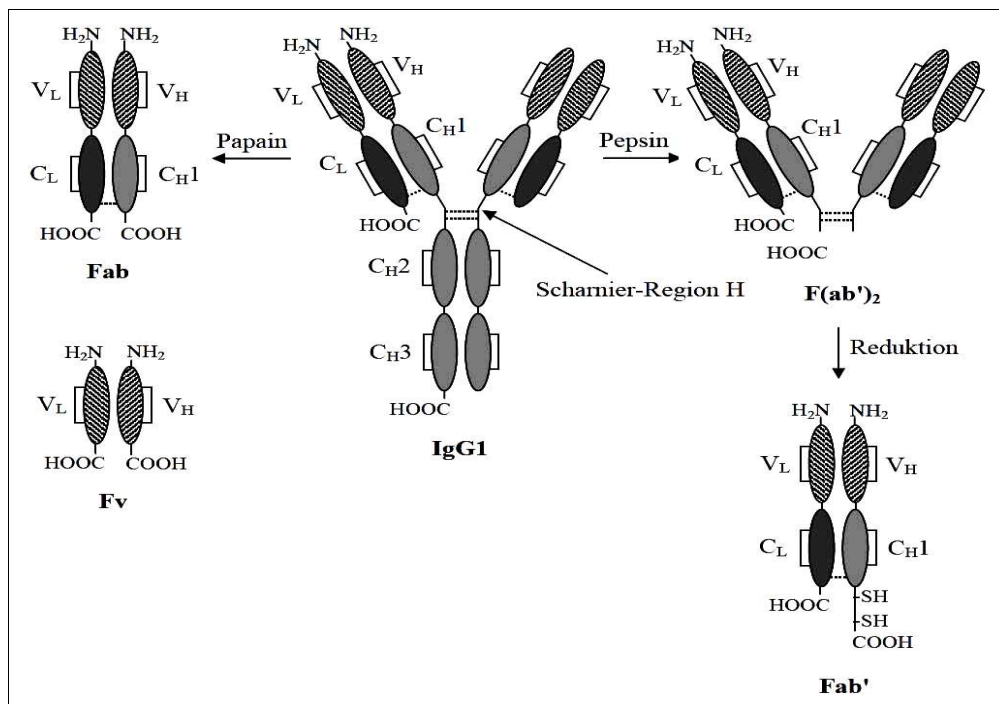 H₂N NH₂
V_L V_H
C_L C_H1
HOOC COOH
Fab
Papain
H₂N NH₂
V_L V_H
C_H1
C_L
HOOC
C_H2
C_H3
HOOC
IgG1
Scharnier-Region H
Pepsin
H₂N NH₂
V_H
V_L
C_H1
C_L
HOOC
HOOC
F(ab')₂
Reduktion
H₂N NH₂
V_L V_H
HOOC COOH
Fv
H₂N NH₂
V_L V_H
C_L C_H1
HOOC
SH
SH
COOH
Fab'